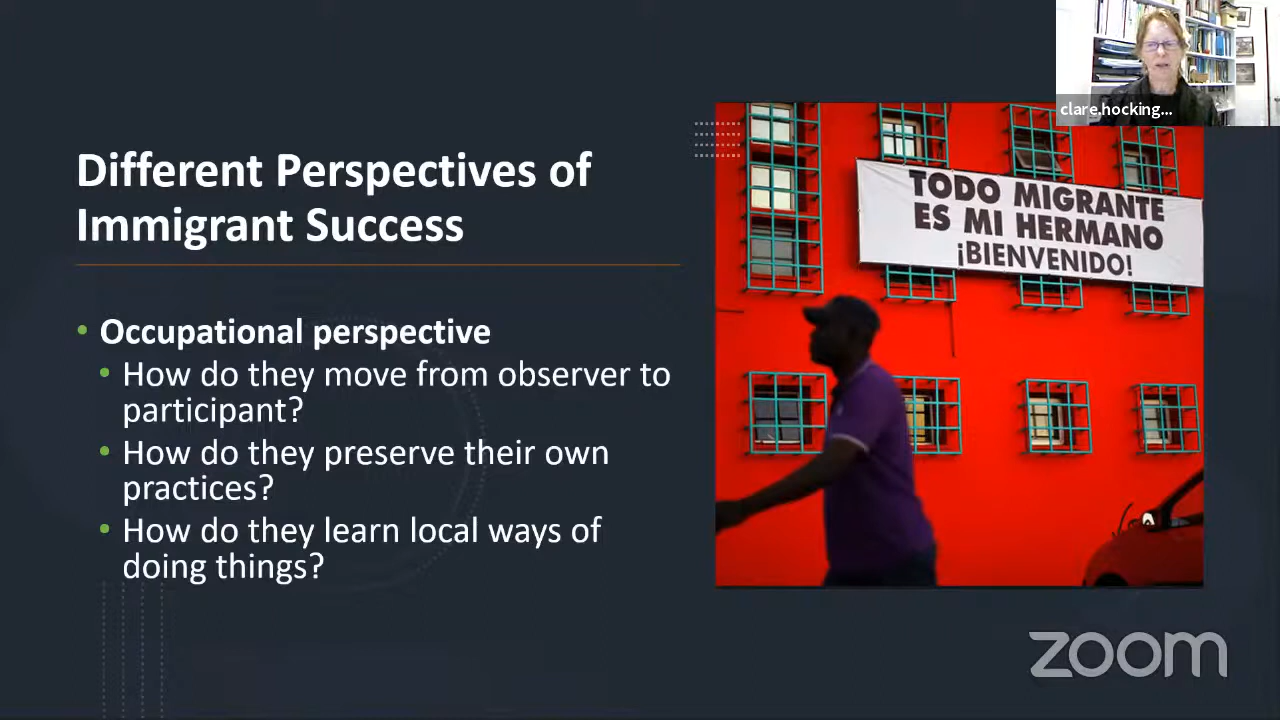 clare.hocking...
Different Perspectives of
Immigrant Success
• Occupational perspective
• How do they move from observer to
participant?
• How do they preserve their own
practices?
• How do they learn local ways of
doing things?
TODO MIGRANTE
ES MI HERMANO
¡BIENVENIDO!
zoom